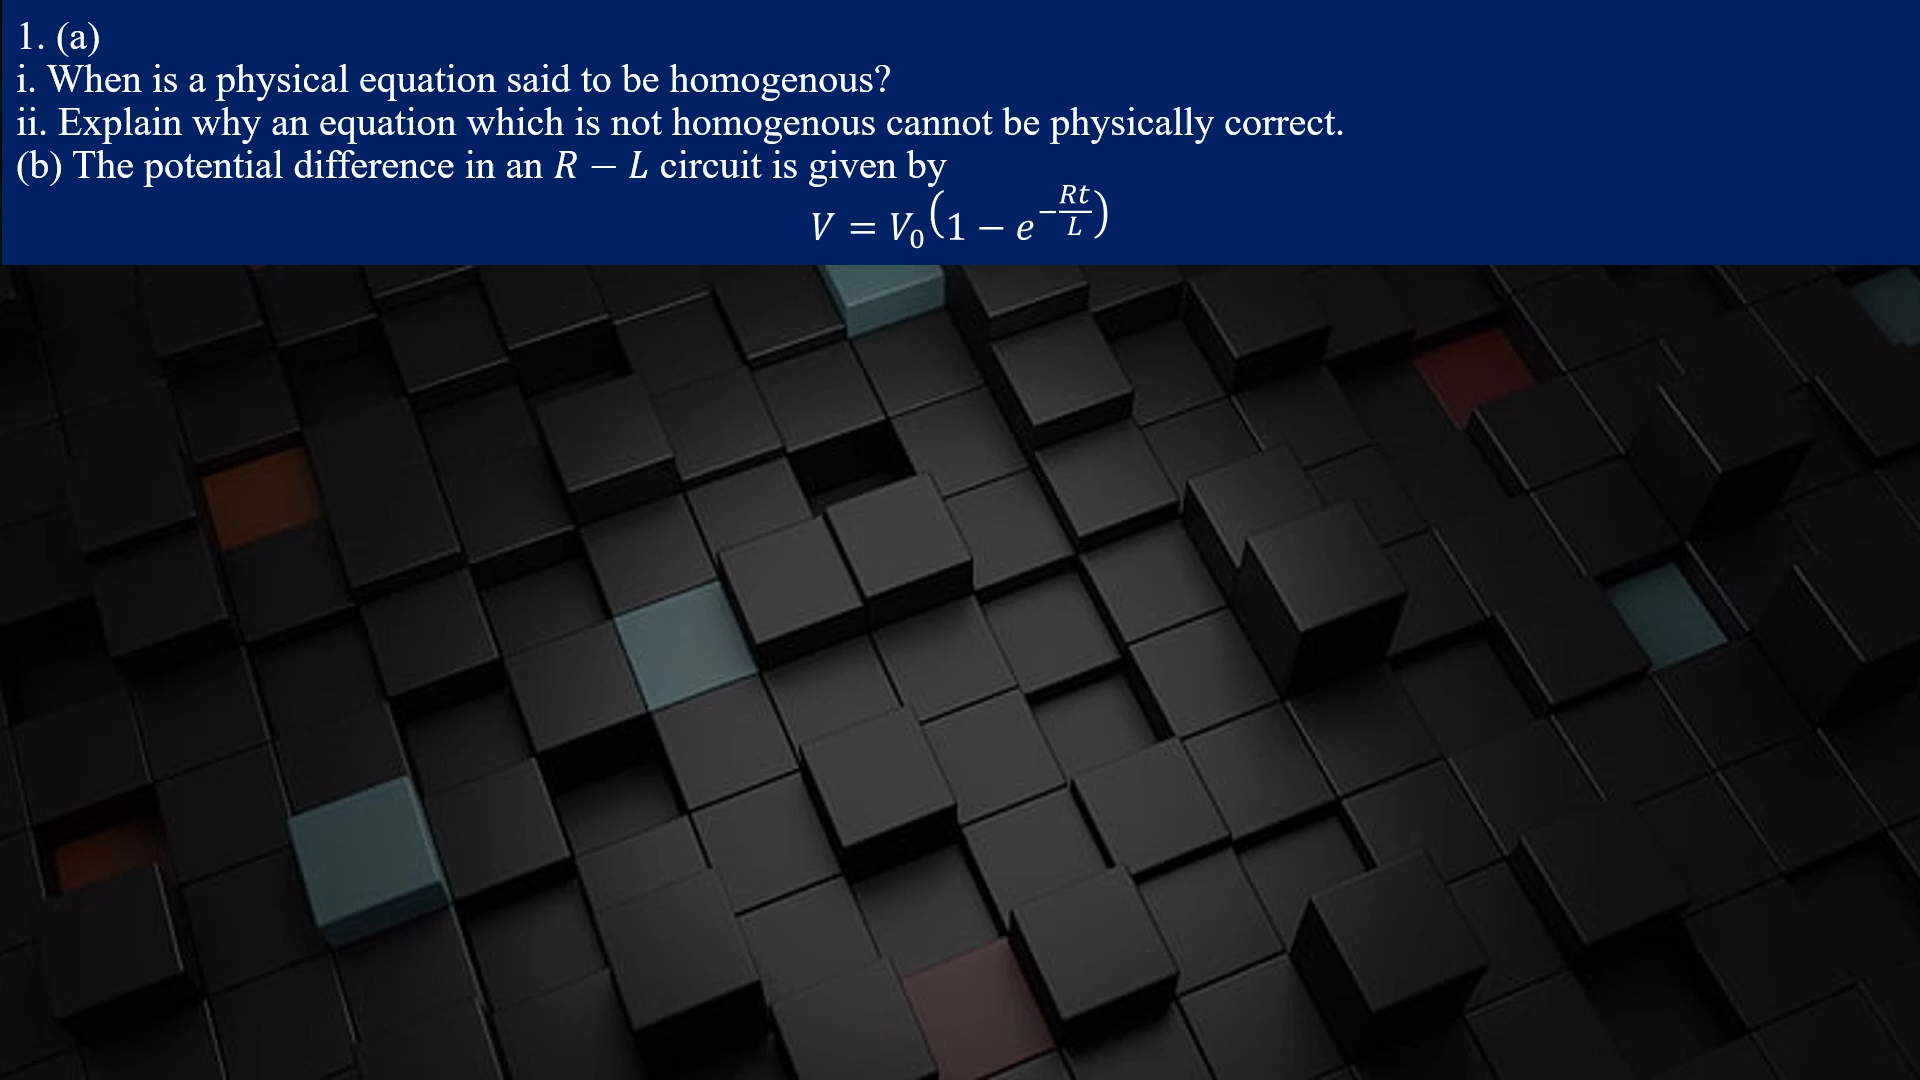 1. (a)
i. When is a physical equation said to be homogenous?
ii. Explain why an equation which is not homogenous cannot be physically correct.
(b) The potential difference in an R − L circuit is given by
V = V₀(1 − e^{−\frac{Rt}{L}})